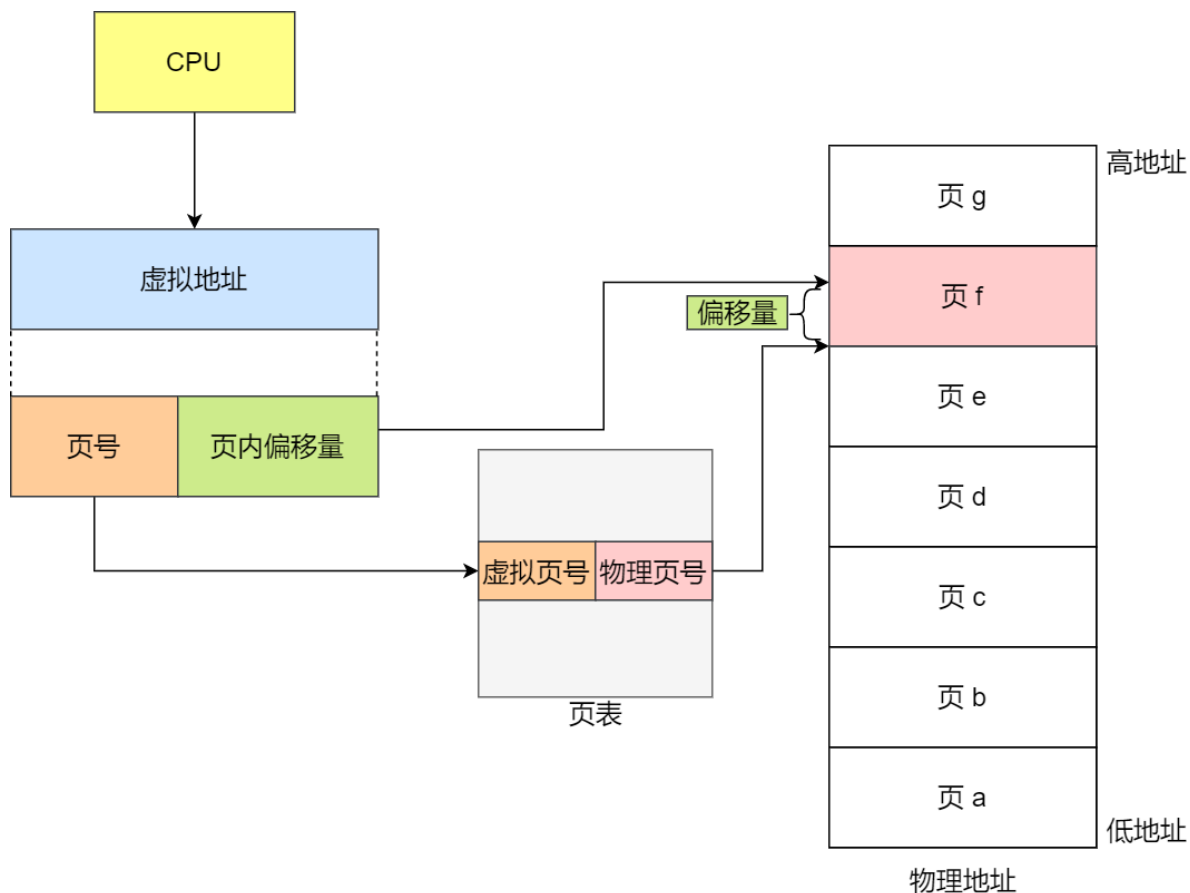 CPU
高地址
页 g
虚拟地址
页 f
偏移量
页 e
页号
页内偏移量
页 d
虚拟页号
物理页号
页 c
页 b
页表
页 a
低地址
物理地址